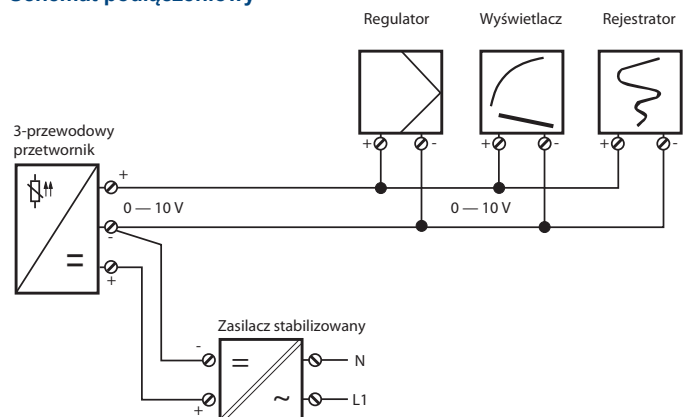 Schemat podłączeniowy
Regulator
Wyświetlacz
Rejestrator
+ -
+ -
+ -
3-przewodowy
przetwornik
+
0 — 10 V
0 — 10 V
-
=
+
Zasilacz stabilizowany
-
=
N
+
~
L1